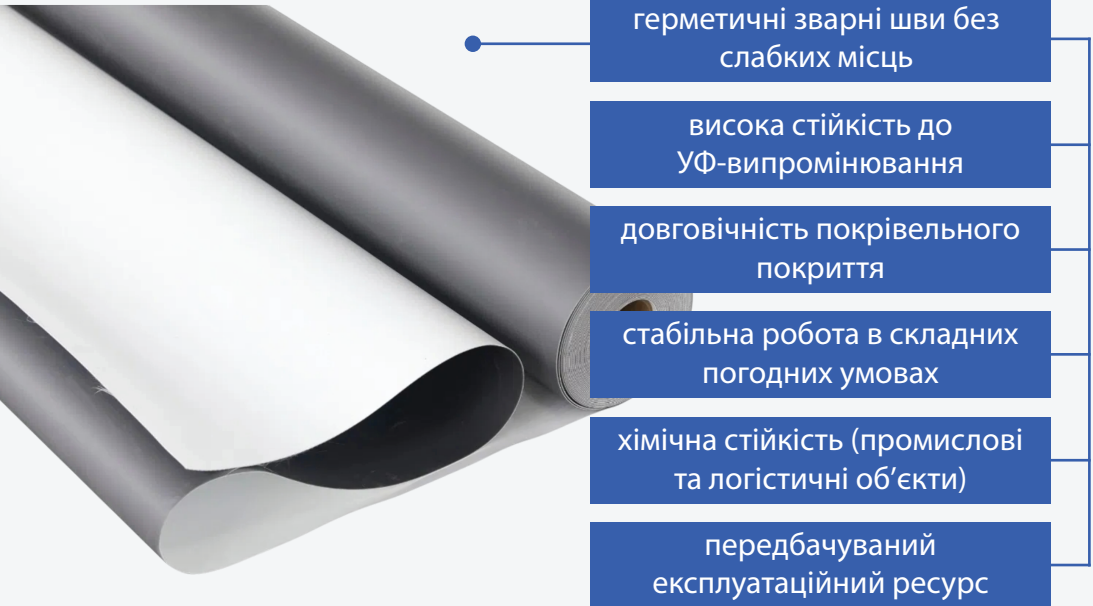 герметичні зварні шви без
слабких місць
висока стійкість до
УФ-випромінювання
довговічність покрівельного
покриття
стабільна робота в складних
погодних умовах
хімічна стійкість (промислові
та логістичні об’єкти)
передбачуваний
експлуатаційний ресурс